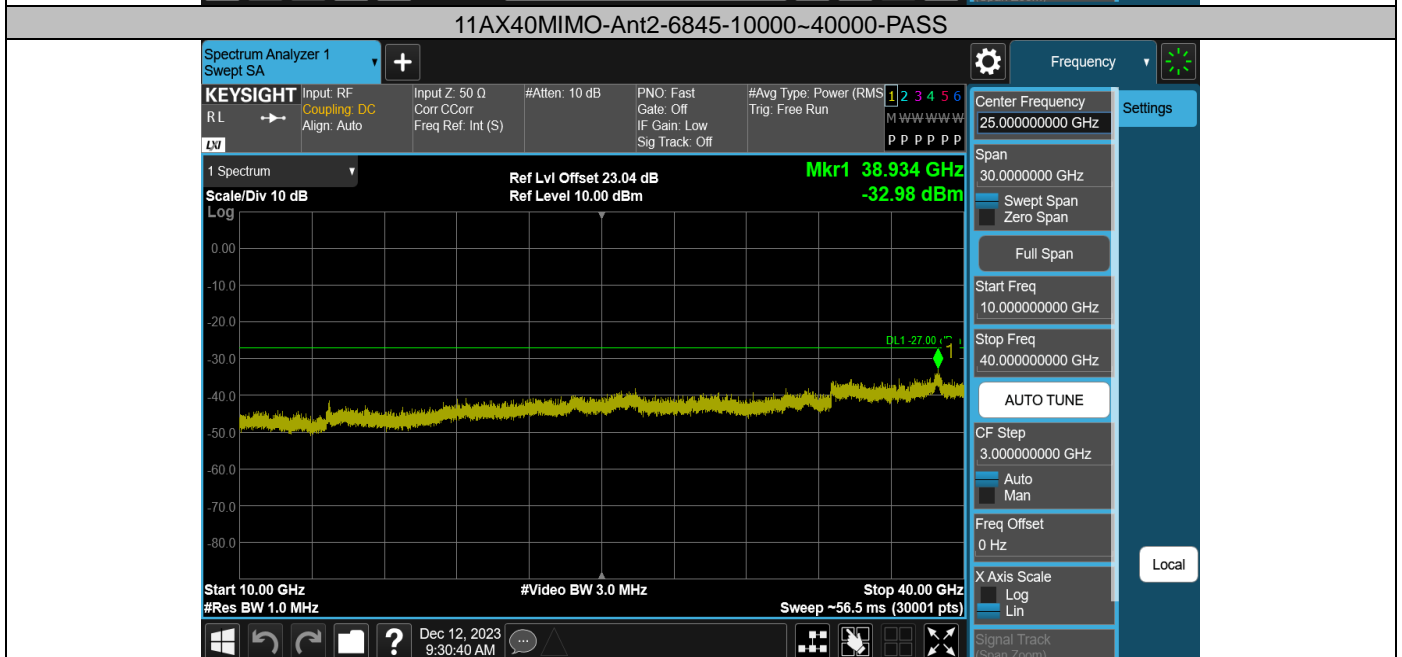 11AX40MIMO-Ant2-6845-10000~40000-PASS
Spectrum Analyzer 1
Swept SA
+
Frequency
KEYSIGHT
RL
LXI
Input: RF
Coupling: DC
Align: Auto
Input Z: 50 Ω
Corr CCorr
Freq Ref: Int (S)
#Atten: 10 dB
PNO: Fast
Gate: Off
IF Gain: Low
Sig Track: Off
#Avg Type: Power (RMS
Trig: Free Run
1 2 3 4 5 6
M W W W W W
P P P P P P
1 Spectrum
Scale/Div 10 dB
Log
Ref Lvl Offset 23.04 dB
Ref Level 10.00 dBm
Mkr1 38.934 GHz
-32.98 dBm
0.00
-10.0
-20.0
-30.0
-40.0
-50.0
-60.0
-70.0
-80.0
DL1 -27.00
1
Start 10.00 GHz
#Res BW 1.0 MHz
#Video BW 3.0 MHz
Stop 40.00 GHz
Sweep ~56.5 ms (30001 pts)
Center Frequency
25.000000000 GHz
Settings
Span
30.0000000 GHz
Swept Span
Zero Span
Full Span
Start Freq
10.000000000 GHz
Stop Freq
40.000000000 GHz
AUTO TUNE
CF Step
3.000000000 GHz
Auto
Man
Freq Offset
0 Hz
X Axis Scale
Log
Lin
Signal Track
(Span Zoom)
Local
?
Dec 12, 2023
9:30:40 AM